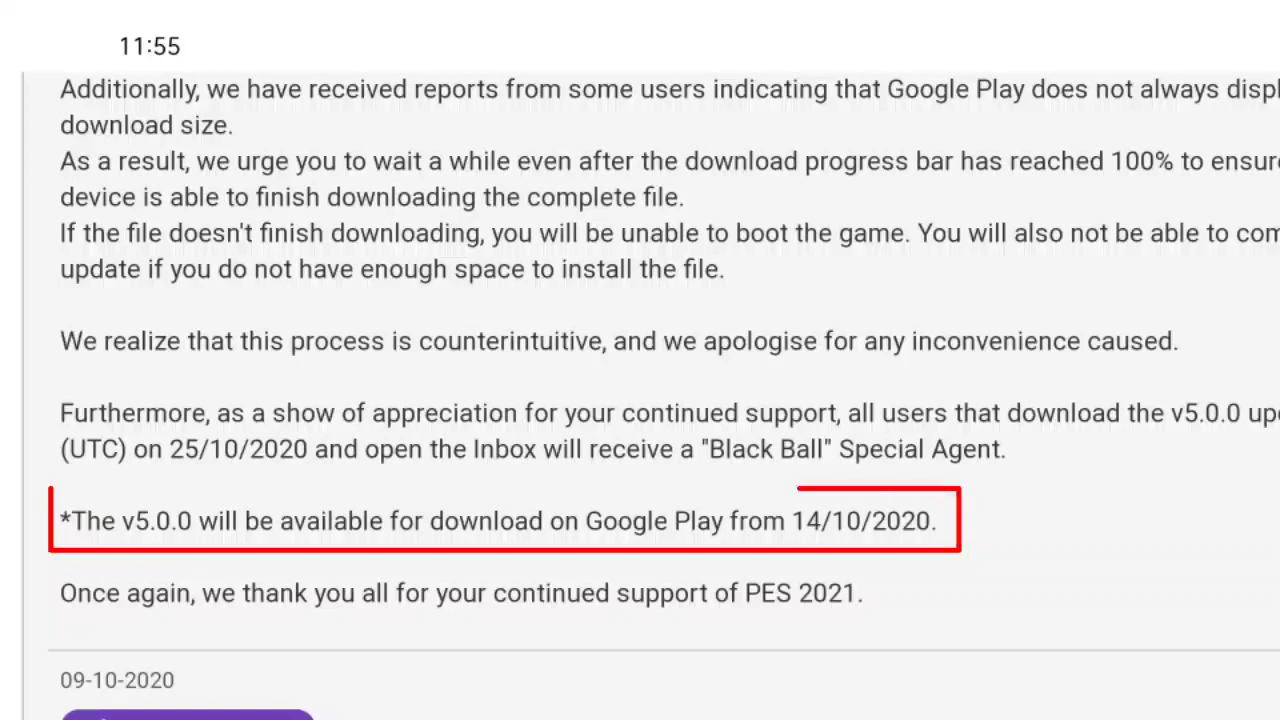 11:55
Additionally, we have received reports from some users indicating that Google Play does not always
download size.
As a result, we urge you to wait a while even after the download progress bar has reached 100% to
device is able to finish downloading the complete file.
If the file doesn't finish downloading, you will be unable to boot the game. You will also not be able to
update if you do not have enough space to install the file.
We realize that this process is counterintuitive, and we apologise for any inconvenience caused.
Furthermore, as a show of appreciation for your continued support, all users that download the v5.0.0
(UTC) on 25/10/2020 and open the Inbox will receive a "Black Ball" Special Agent.
*The v5.0.0 will be available for download on Google Play from 14/10/2020.
Once again, we thank you all for your continued support of PES 2021.
09-10-2020